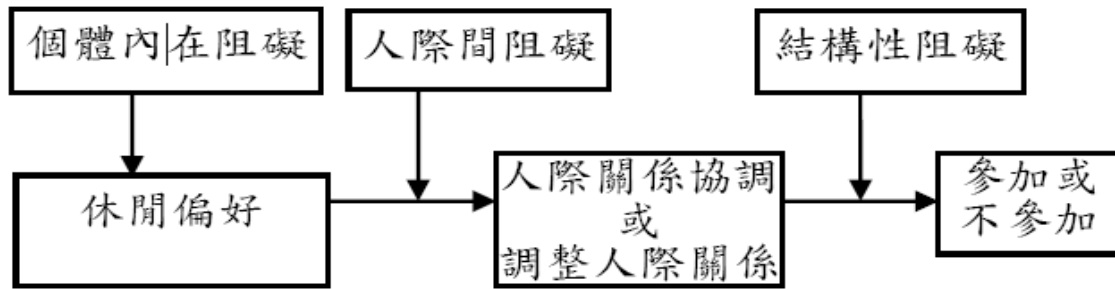 個體內在阻礙
人際間阻礙
結構性阻礙
休閒偏好
人際關係協調
或
調整人際關係
參加或
不參加